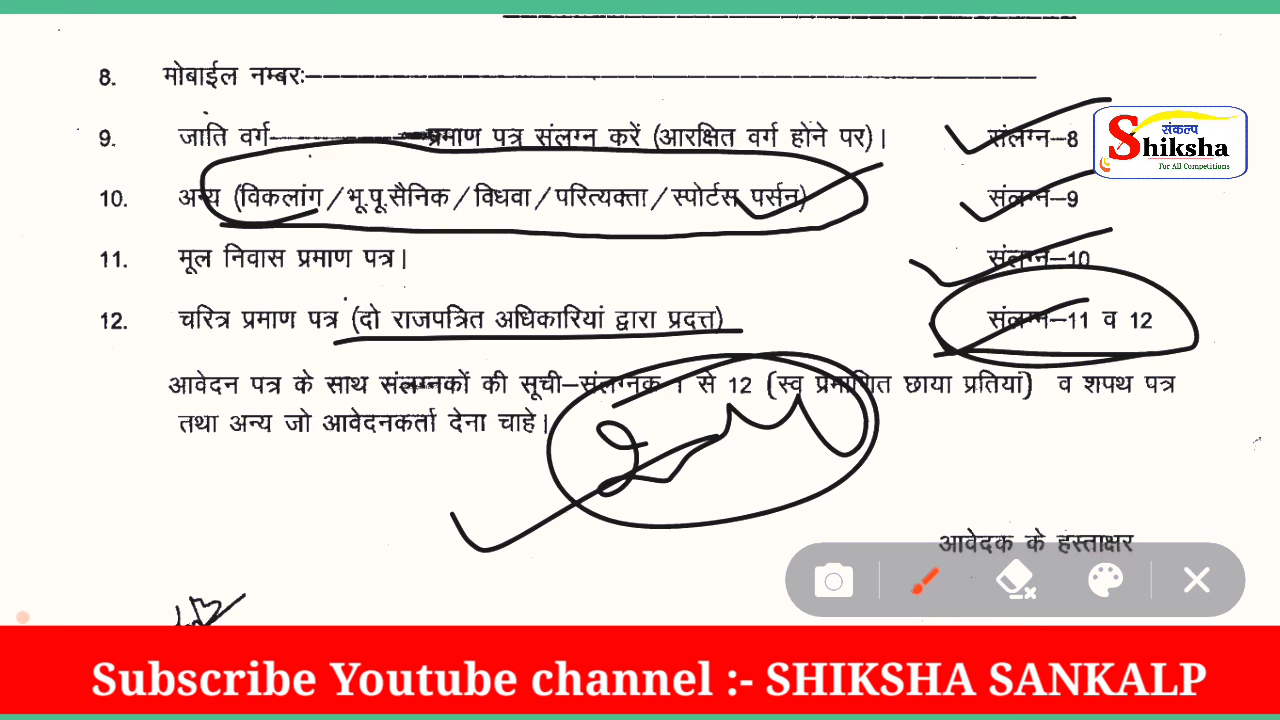 8. मोबाईल नम्बरः
9. जाति वर्ग प्रमाण पत्र संलग्न करें (आरक्षित वर्ग होने पर)। संलग्न–8
10. अन्य (विकलांग/भू.पू.सैनिक/विधवा/परित्यक्ता/स्पोर्टस पर्सन) संलग्न–9
11. मूल निवास प्रमाण पत्र। संलग्न–10
12. चरित्र प्रमाण पत्र (दो राजपत्रित अधिकारियां द्वारा प्रदत्त) संलग्न–11 व 12
आवेदन पत्र के साथ संलग्नकों की सूची–संलग्नक 1 से 12 (स्व प्रमाणित छाया प्रतियां) व शपथ पत्र
तथा अन्य जो आवेदनकर्ता देना चाहे।
आवेदक के हस्ताक्षर
संकल्प
Shiksha
For All Competitions
Subscribe Youtube channel :- SHIKSHA SANKALP